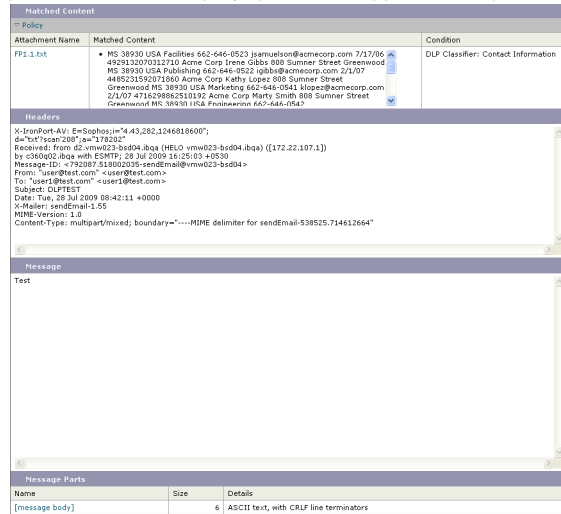 Matched Content
▽ Policy
Attachment Name Matched Content Condition
FP1.1.txt • MS 38930 USA Facilities 662-646-0523 jsamuelson@acmecorp.com 7/17/06 DLP Classifier: Contact Information
4929132070312710 Acme Corp Irene Gibbs 808 Sumner Street Greenwood
MS 38930 USA Publishing 662-646-0522 igibbs@acmecorp.com 2/1/07
4485231592071860 Acme Corp Kathy Lopez 808 Sumner Street
Greenwood MS 38930 USA Marketing 662-646-0541 klopez@acmecorp.com
2/1/07 4716298862510192 Acme Corp Marty Smith 808 Sumner Street
Greenwood MS 38930 USA Engineering 662-646-0542
Headers
X-IronPort-AV: E=Sophos;i="4.43,282,1246818600";
d="txt'?scan'208";a="178202"
Received: from d2.vmw023-bsd04.ibqa (HELO vmw023-bsd04.ibqa) ([172.22.107.1])
by c360q02.ibqa with ESMTP; 28 Jul 2009 16:25:03 +0530
Message-ID: <792087.518002035-sendEmail@vmw023-bsd04>
From: "user@test.com" <user@test.com>
To: "user1@test.com" <user1@test.com>
Subject: DLPTEST
Date: Tue, 28 Jul 2009 08:42:11 +0000
X-Mailer: sendEmail-1.55
MIME-Version: 1.0
Content-Type: multipart/mixed; boundary="----MIME delimiter for sendEmail-538525.714612664"
Message
Test
Message Parts
Name Size Details
[message body] 6 ASCII text, with CRLF line terminators